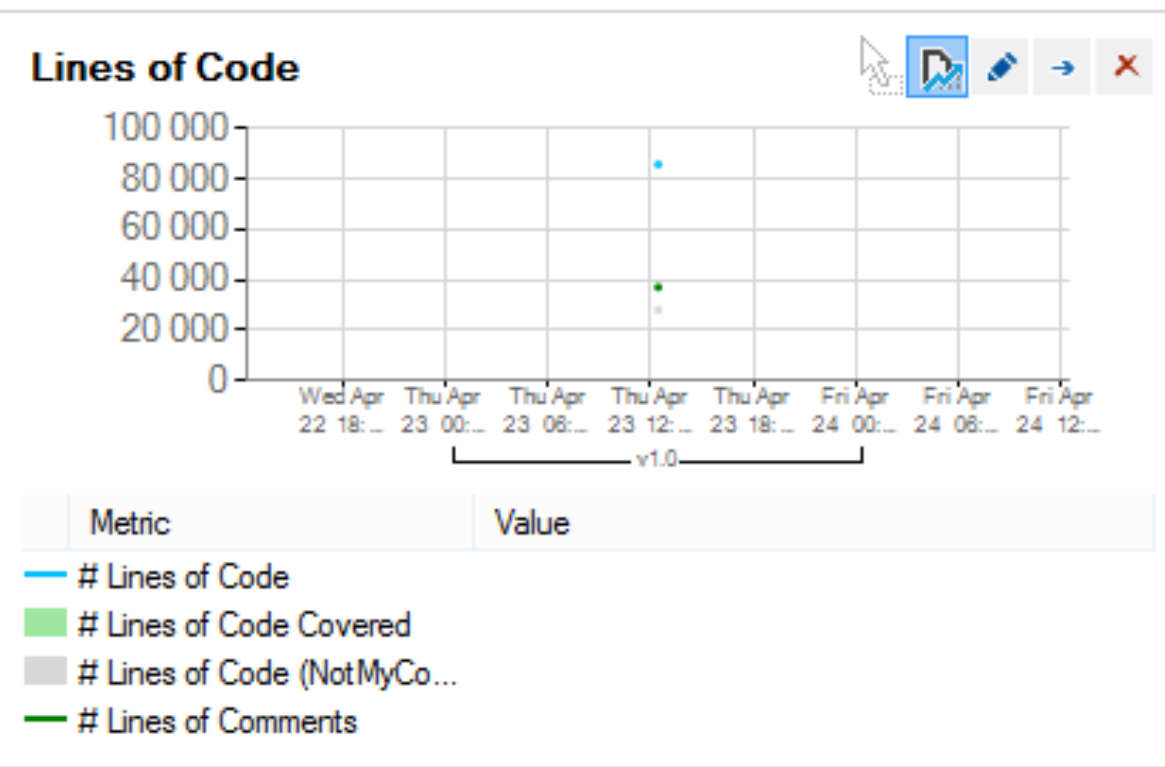 Lines of Code
100 000
80 000
60 000
40 000
20 000
0
Wed Apr Thu Apr Thu Apr Thu Apr Thu Apr Fri Apr Fri Apr Fri Apr
22 18:... 23 00:... 23 06:... 23 12:... 23 18:... 24 00:... 24 06:... 24 12:...
v1.0
Metric Value
# Lines of Code
# Lines of Code Covered
# Lines of Code (NotMyCo...
# Lines of Comments